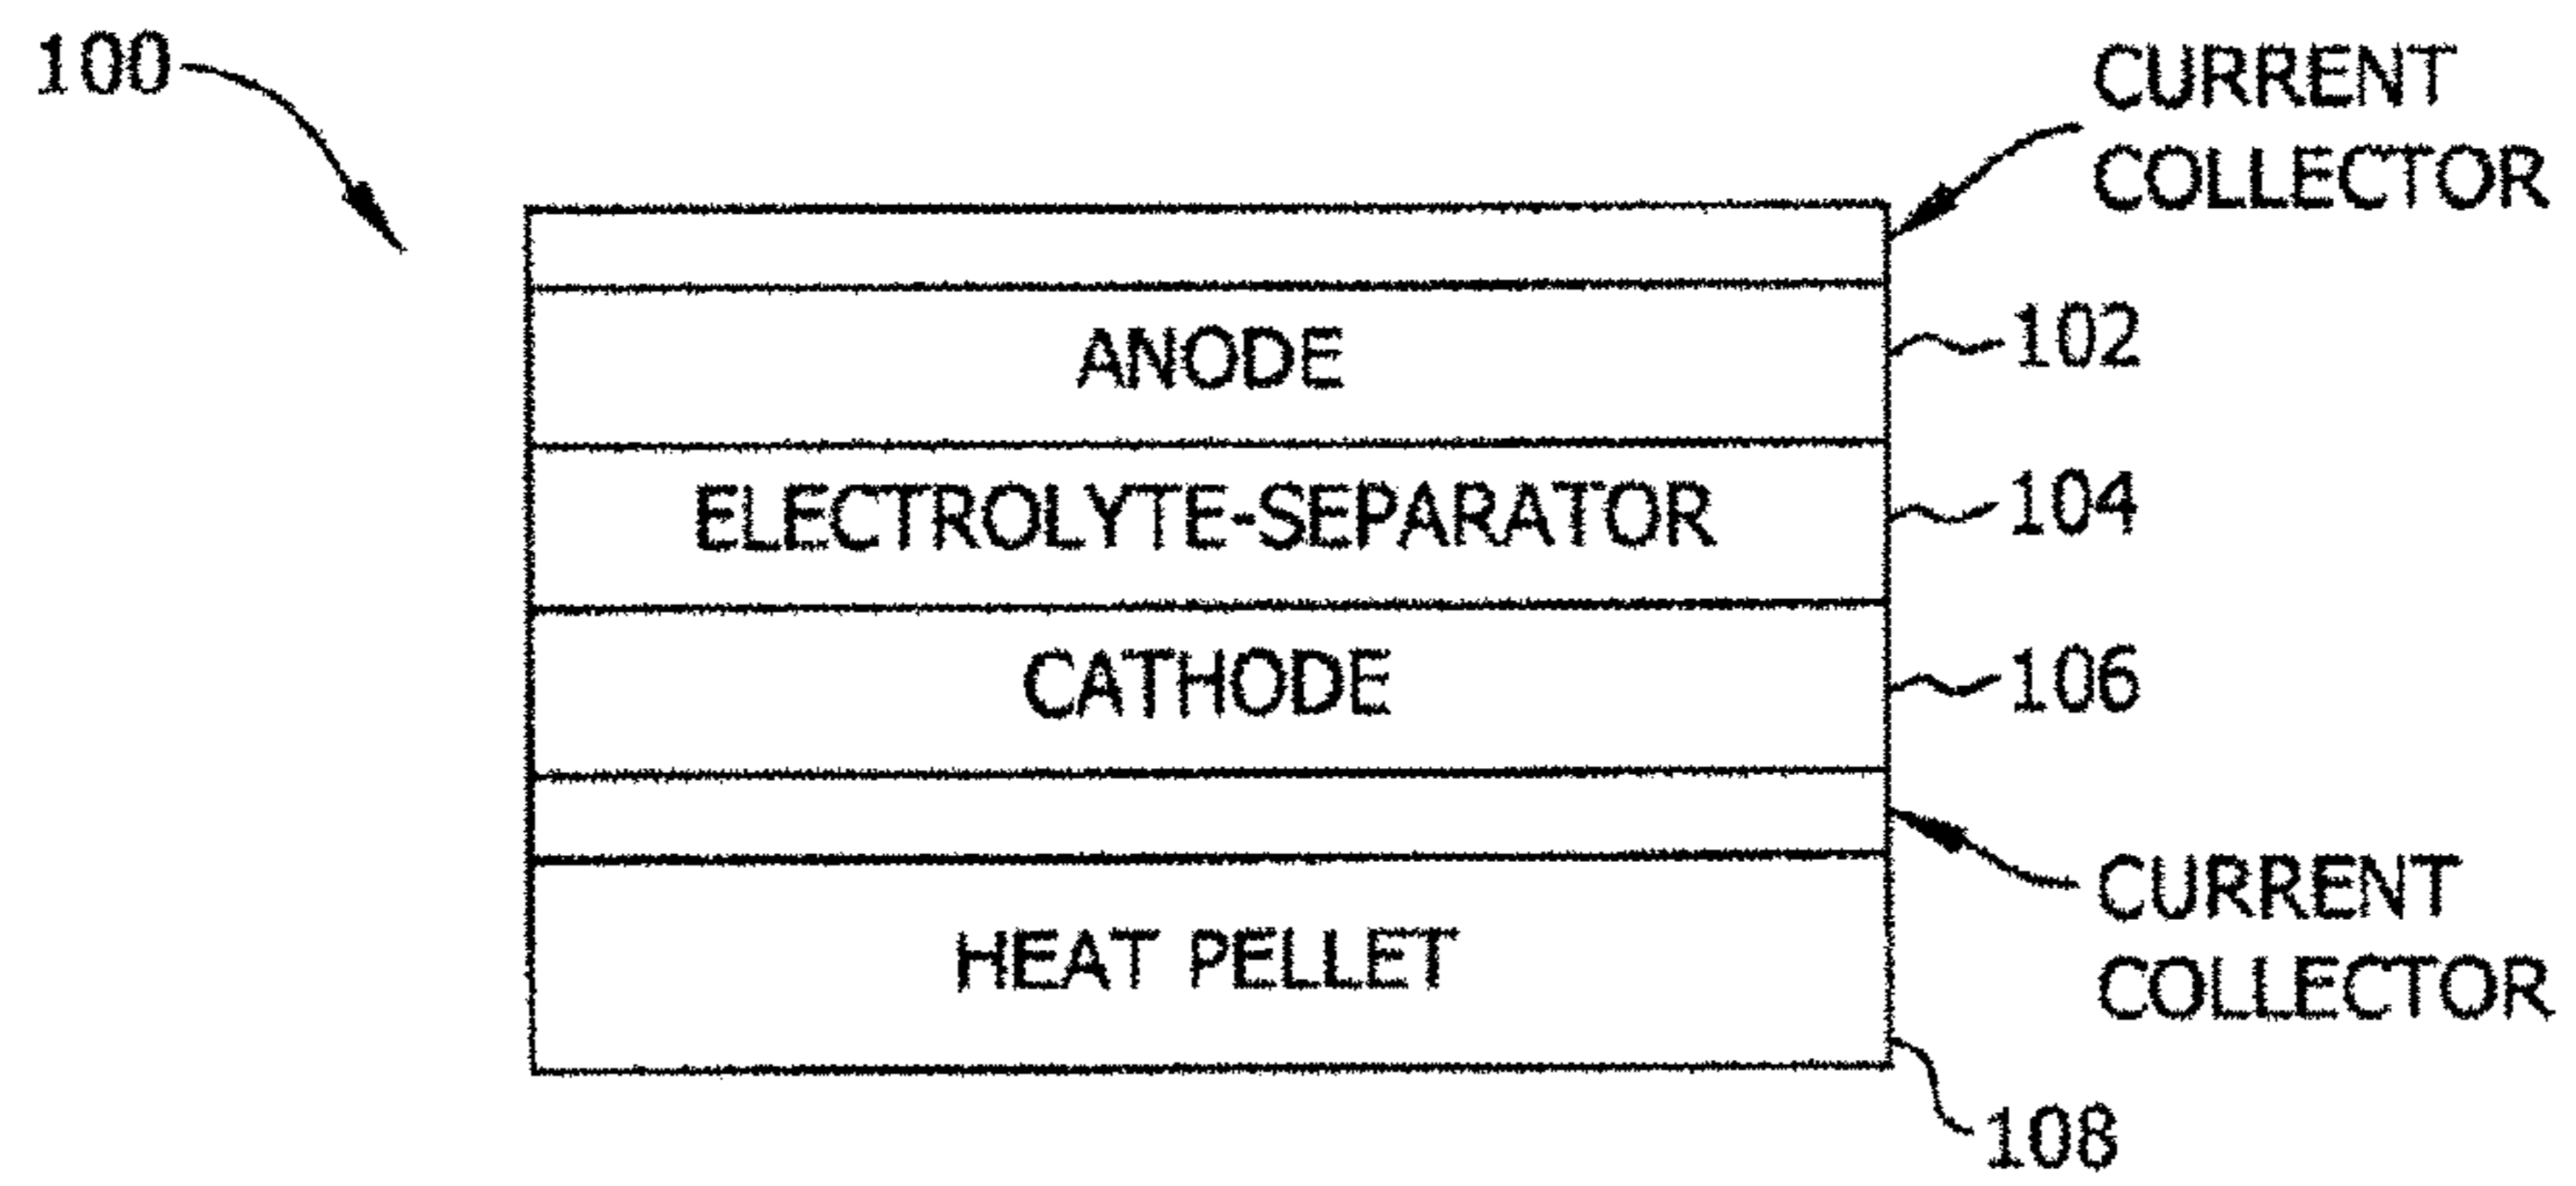 100
CURRENT
COLLECTOR
ANODE
102
ELECTROLYTE-SEPARATOR
104
CATHODE
106
CURRENT
COLLECTOR
HEAT PELLET
108